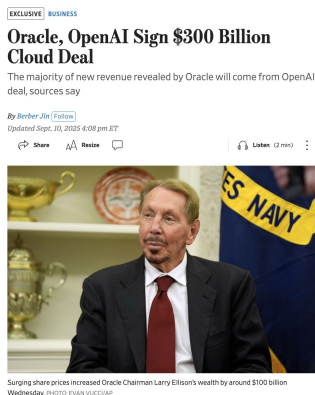 EXCLUSIVE BUSINESS
Oracle, OpenAI Sign $300 Billion
Cloud Deal
The majority of new revenue revealed by Oracle will come from OpenAI
deal, sources say
By Berber Jin Follow
Updated Sept. 10, 2025 4:08 pm ET
Share AA Resize Listen (2 min)
ES NAVY
Surging share prices increased Oracle Chairman Larry Ellison's wealth by around $100 billion
Wednesday. PHOTO: EVAN VUCCI/AP